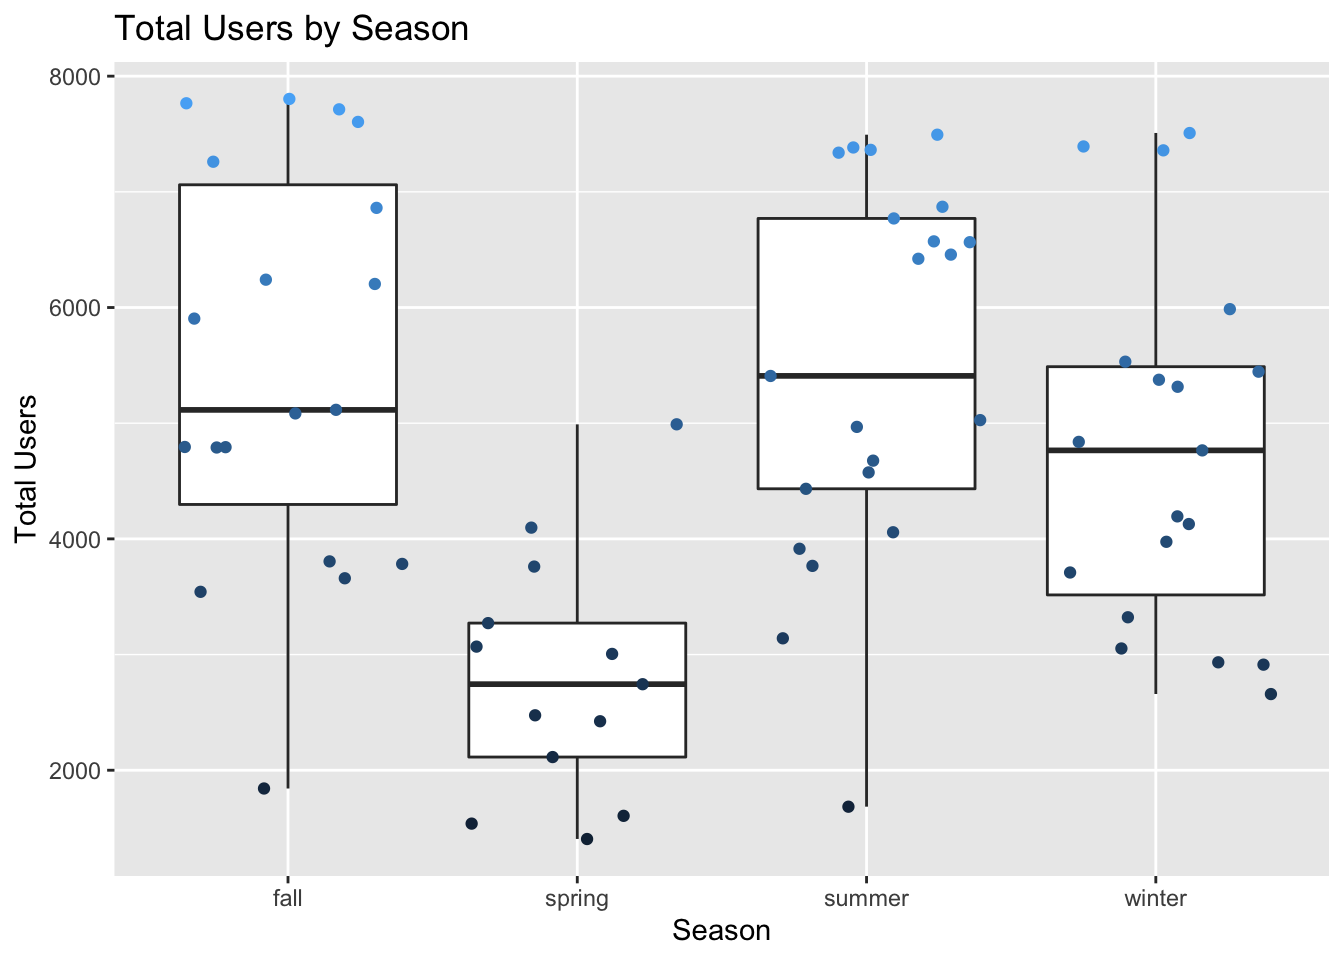 Total Users by Season
8000
6000
4000
2000
Total Users
fall
spring
summer
winter
Season